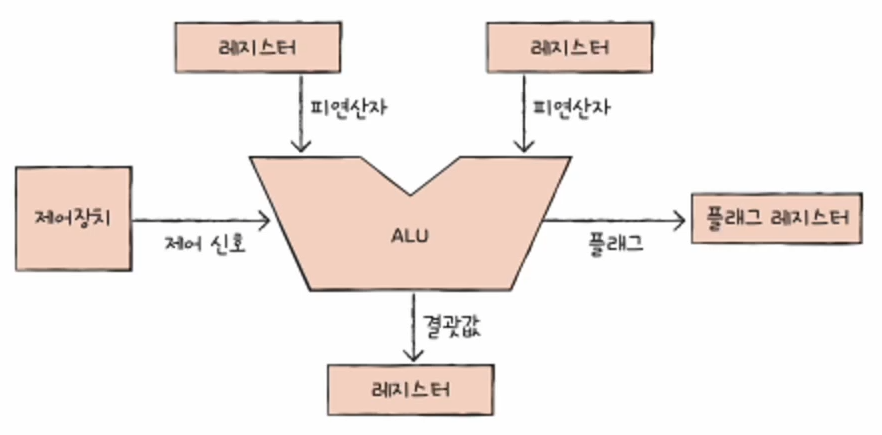 레지스터
레지스터
피연산자
피연산자
제어장치
제어 신호
ALU
플래그
플래그 레지스터
결괏값
레지스터